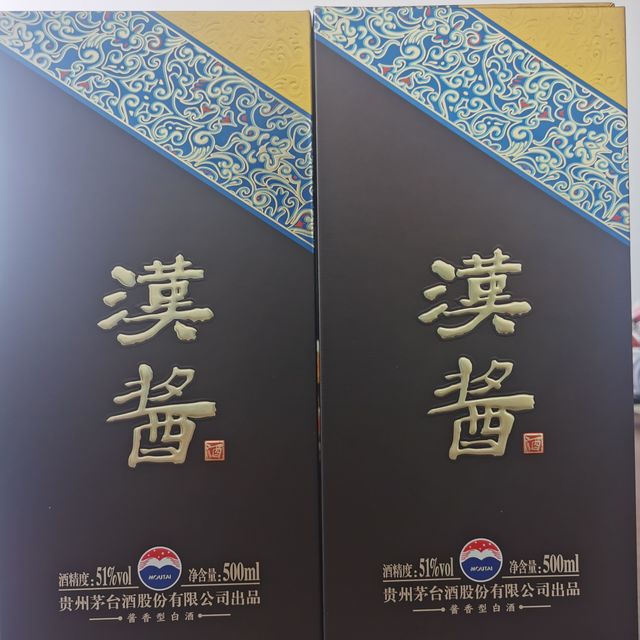 漢酱
酒
酒精度:51%vol
MOUTAI
净含量:500ml
贵州茅台酒股份有限公司出品
酱香型白酒
漢酱
酒
酒精度:51%vol
MOUTAI
净含量:500ml
贵州茅台酒股份有限公司出品
酱香型白酒